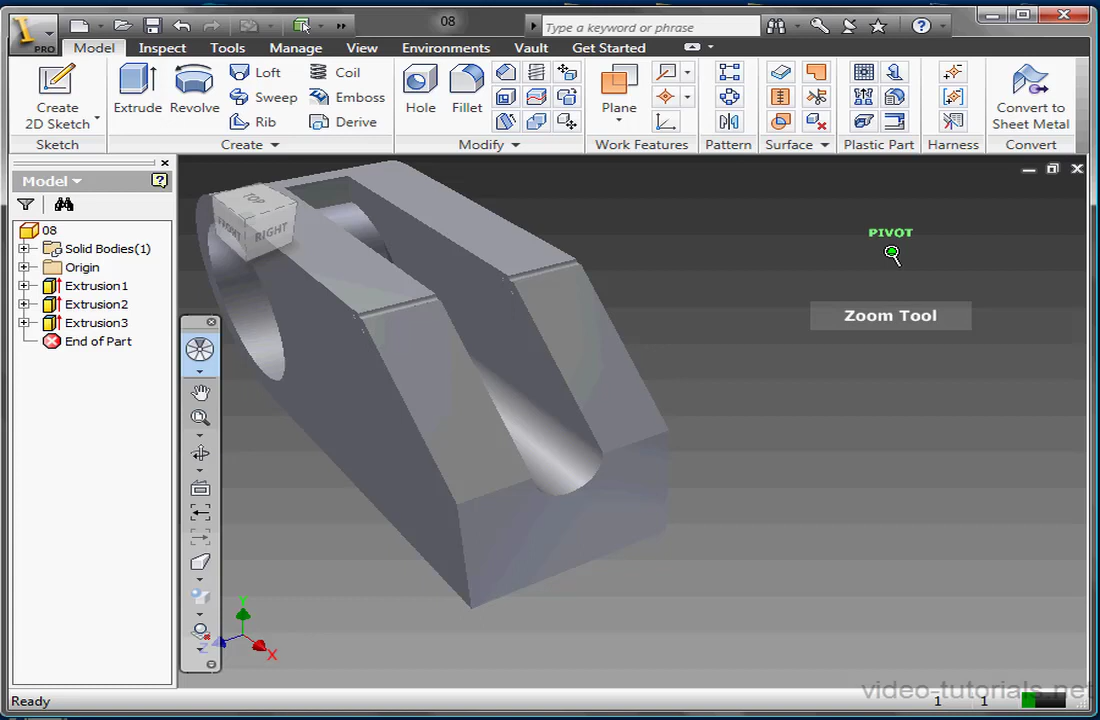 PRO
08
Type a keyword or phrase
Model Inspect Tools Manage View Environments Vault Get Started
Create 2D Sketch
Extrude
Revolve
Loft
Sweep
Rib
Coil
Emboss
Derive
Hole
Fillet
Plane
Convert to Sheet Metal
Sketch Create Modify Work Features Pattern Surface Plastic Part Harness Convert
Model
08
Solid Bodies(1)
Origin
Extrusion1
Extrusion2
Extrusion3
End of Part
TOP
FRONT
RIGHT
PIVOT
Zoom Tool
Y
Z
X
video-tutorials.net
Ready
1 1